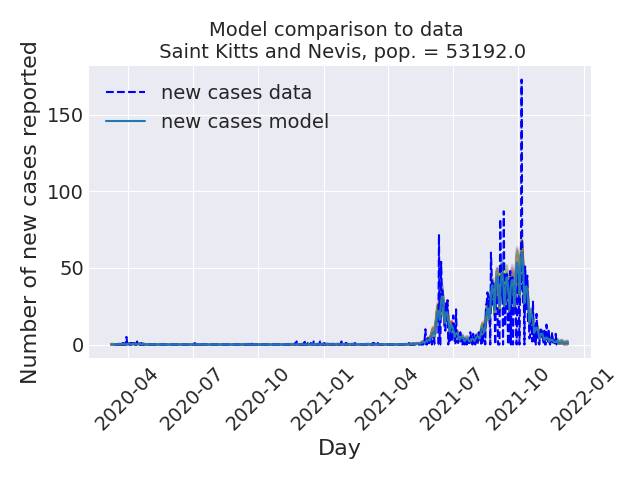 Model comparison to data
Saint Kitts and Nevis, pop. = 53192.0
Number of new cases reported
150
100
50
0
new cases data
new cases model
2020-04
2020-07
2020-10
2021-01
2021-04
2021-07
2021-10
2022-01
Day